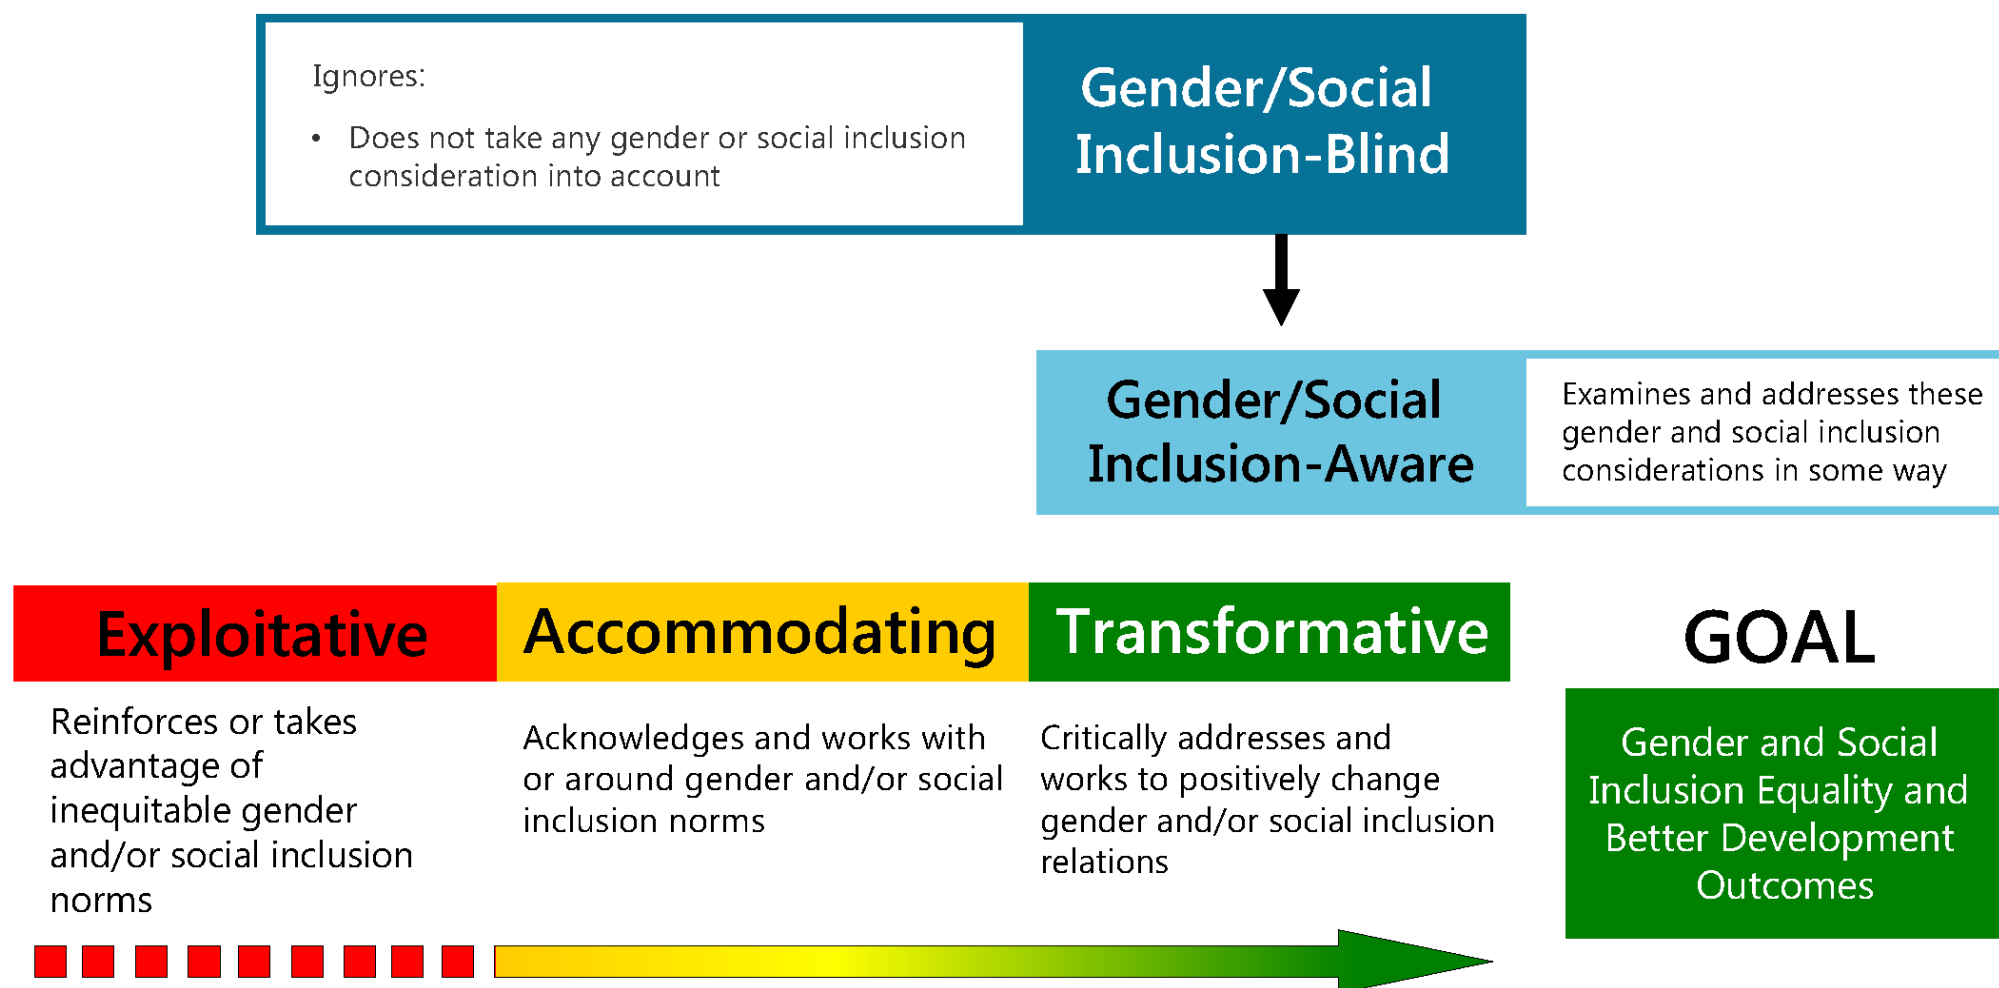 Ignores:
• Does not take any gender or social inclusion
consideration into account
Gender/Social
Inclusion-Blind
Gender/Social
Inclusion-Aware
Examines and addresses these
gender and social inclusion
considerations in some way
Exploitative
Reinforces or takes
advantage of
inequitable gender
and/or social inclusion
norms
Accommodating
Acknowledges and works with
or around gender and/or social
inclusion norms
Transformative
Critically addresses and
works to positively change
gender and/or social inclusion
relations
GOAL
Gender and Social
Inclusion Equality and
Better Development
Outcomes